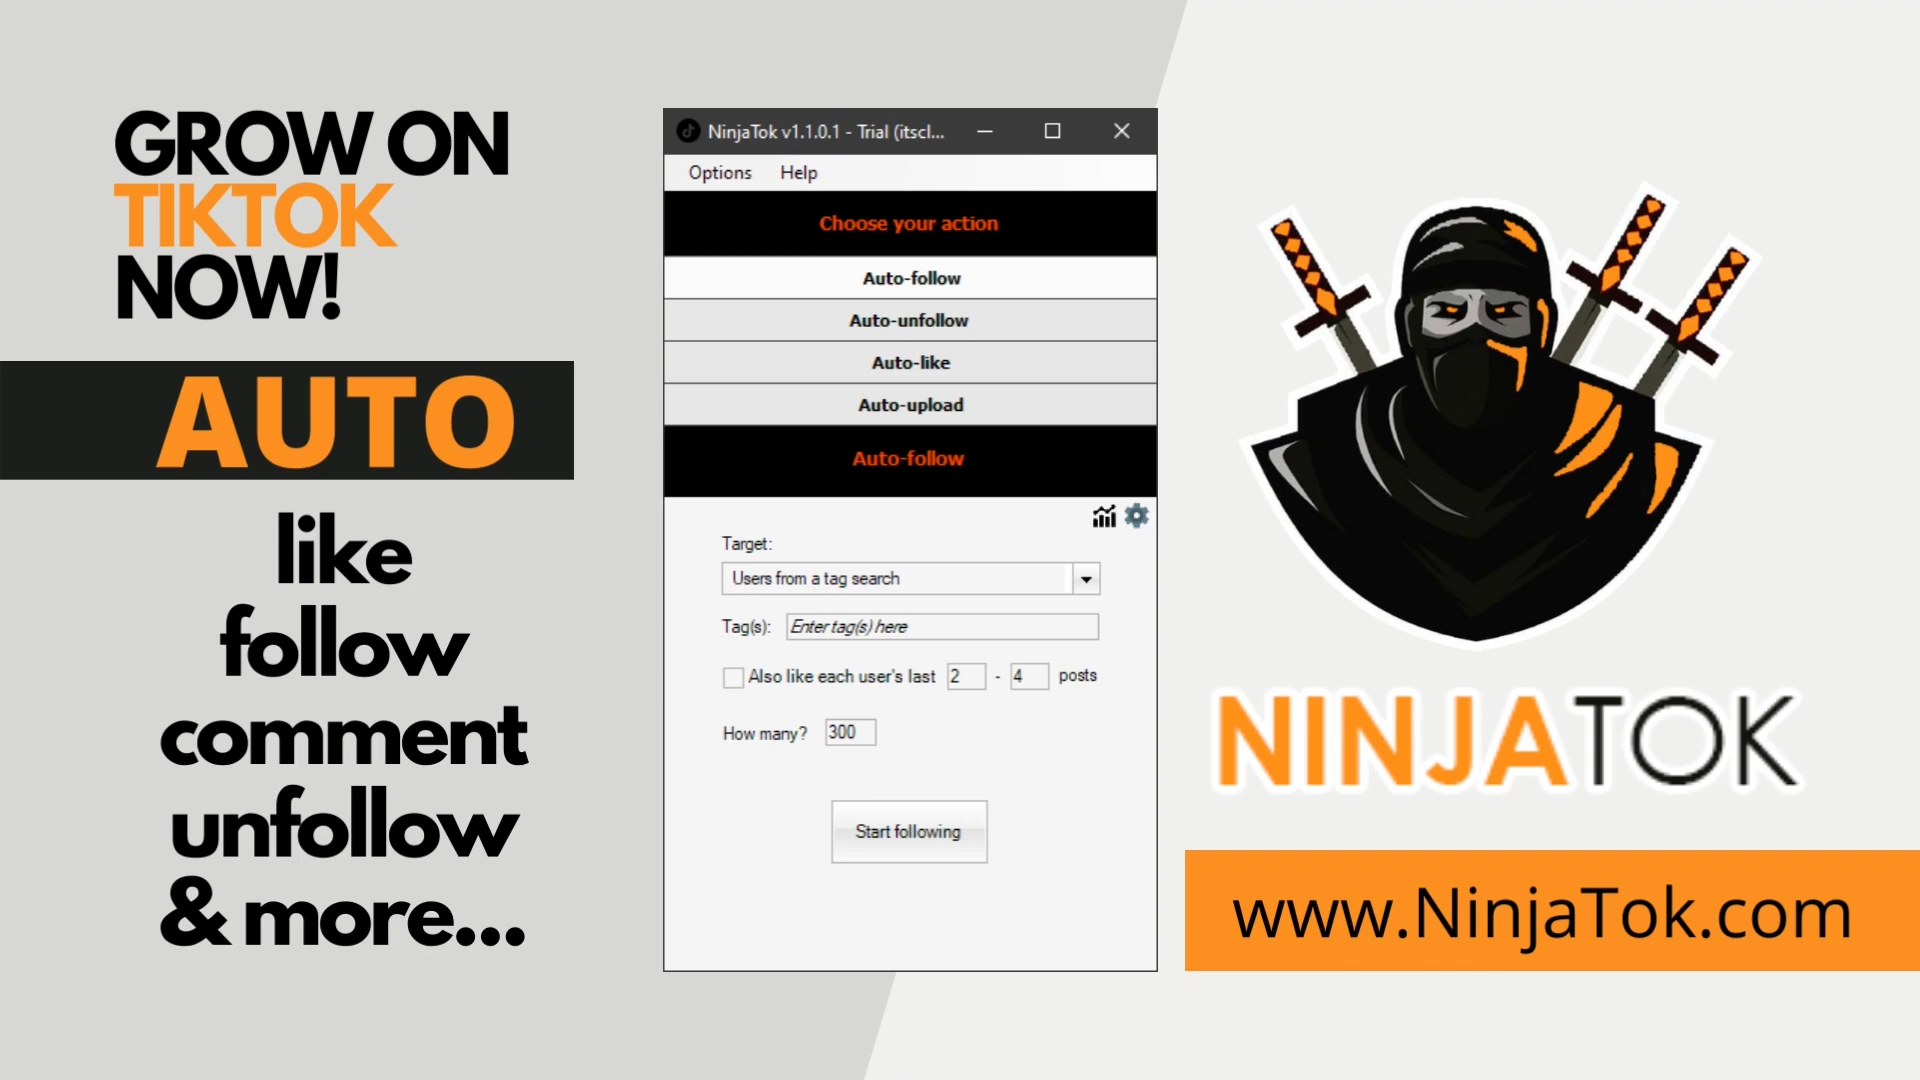 GROW ON
TIKTOK
NOW!
AUTO
like
follow
comment
unfollow
& more...
NinjaTok v1.1.0.1 - Trial (itscl...
Options Help
Choose your action
Auto-follow
Auto-unfollow
Auto-like
Auto-upload
Auto-follow
Target:
Users from a tag search
Tag(s): Enter tag(s) here
Also like each user's last 2 - 4 posts
How many? 300
Start following
NINJATOK
www.NinjaTok.com